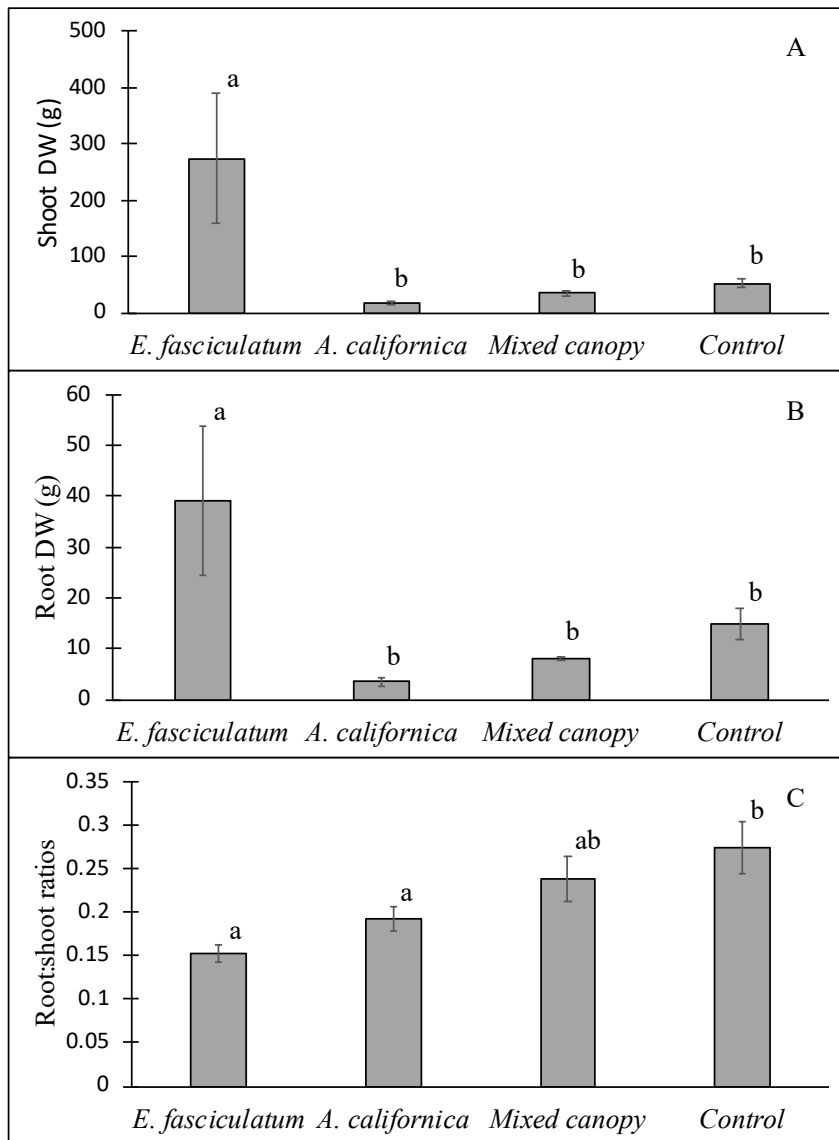 A
500
400
300
200
100
0
Shoot DW (g)
a
b
b
b
E. fasciculatum A. californica Mixed canopy Control
B
60
50
40
30
20
10
0
Root DW (g)
a
b
b
b
E. fasciculatum A. californica Mixed canopy Control
C
0.35
0.3
0.25
0.2
0.15
0.1
0.05
0
Root:shoot ratios
a
a
ab
b
E. fasciculatum A. californica Mixed canopy Control